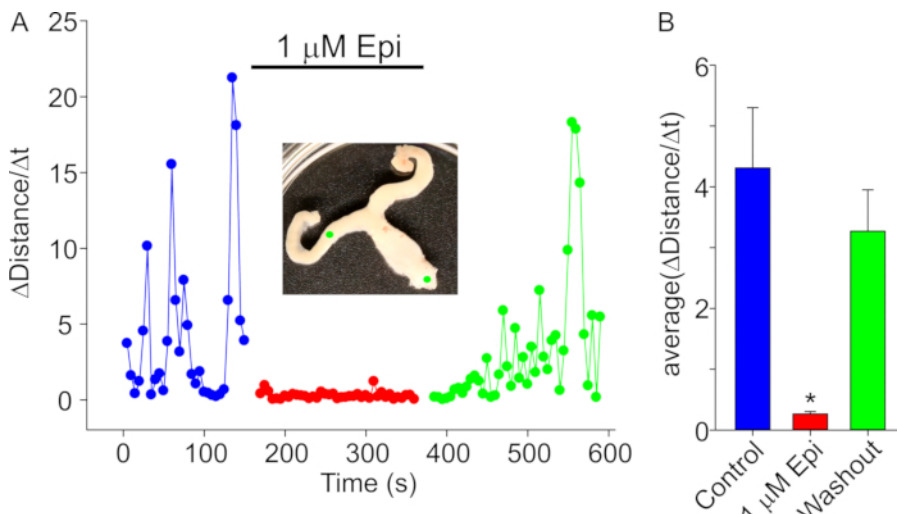 A
1 μM Epi
ΔDistance/Δt
25
20
15
10
5
0
0 100 200 300 400 500 600
Time (s)
B
average(ΔDistance/Δt)
6
4
2
0
*
Control
1 μM Epi
Washout